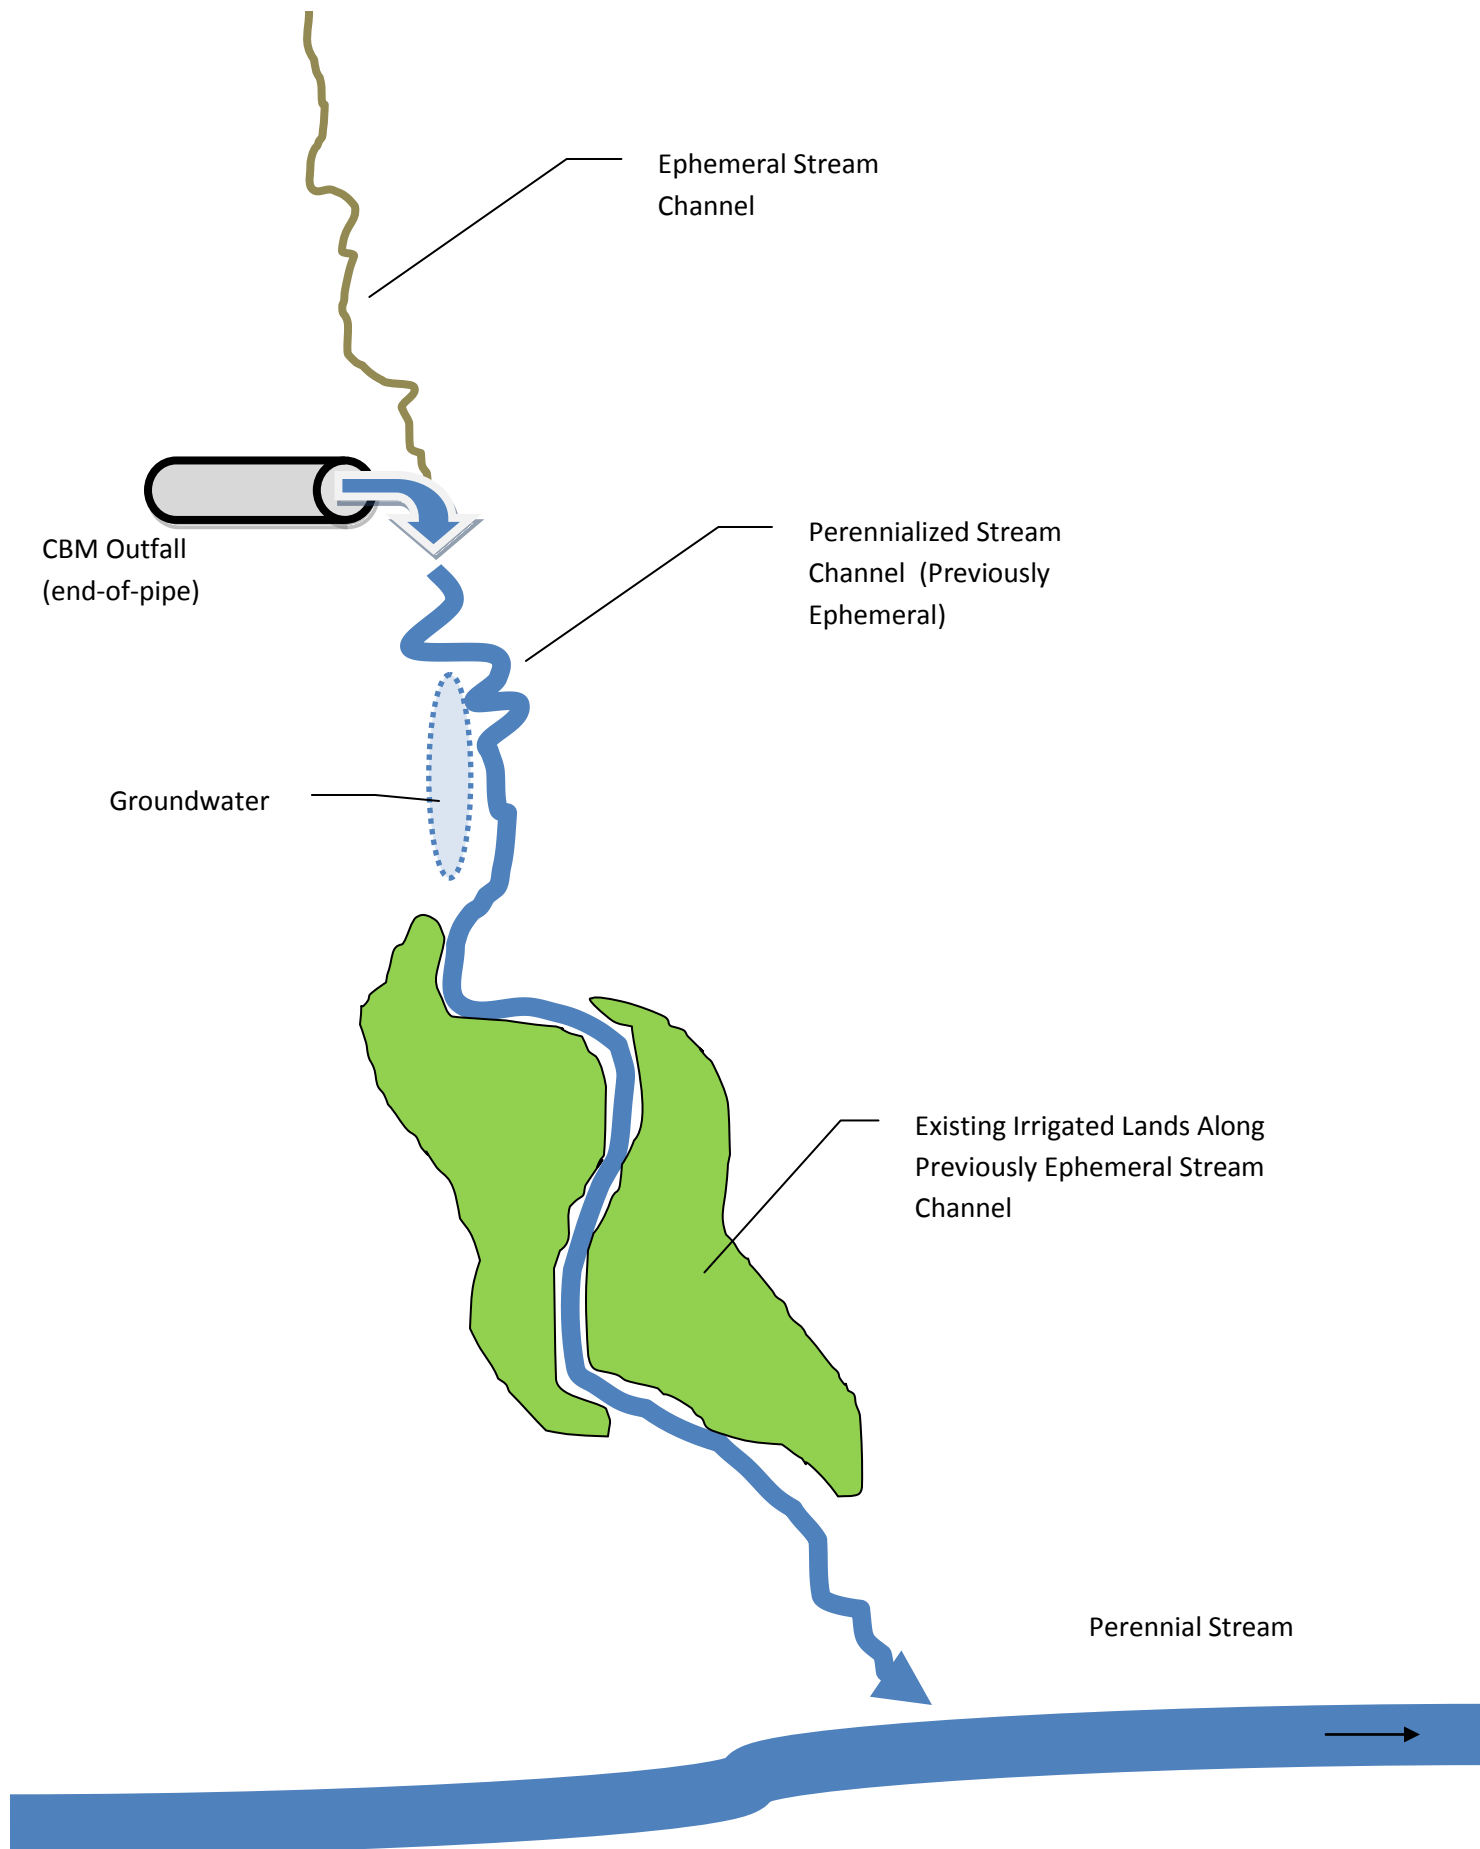 Ephemeral Stream
Channel
CBM Outfall
(end-of-pipe)
Perennialized Stream
Channel (Previously
Ephemeral)
Groundwater
Existing Irrigated Lands Along
Previously Ephemeral Stream
Channel
Perennial Stream